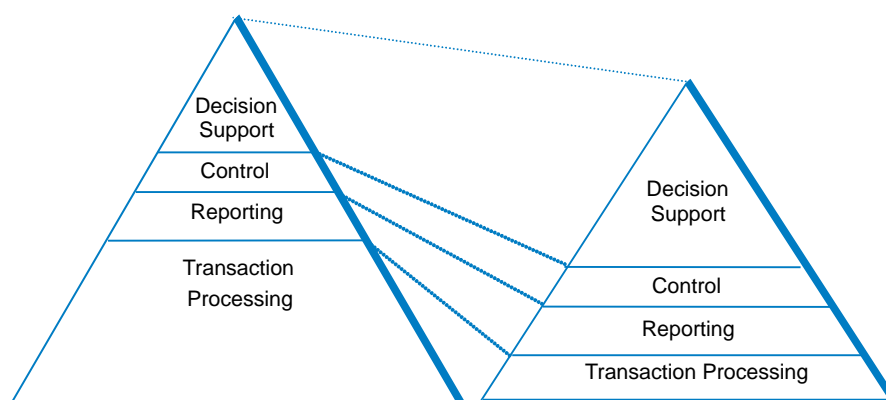 Decision
Support
Control
Reporting
Transaction
Processing
Decision
Support
Control
Reporting
Transaction Processing